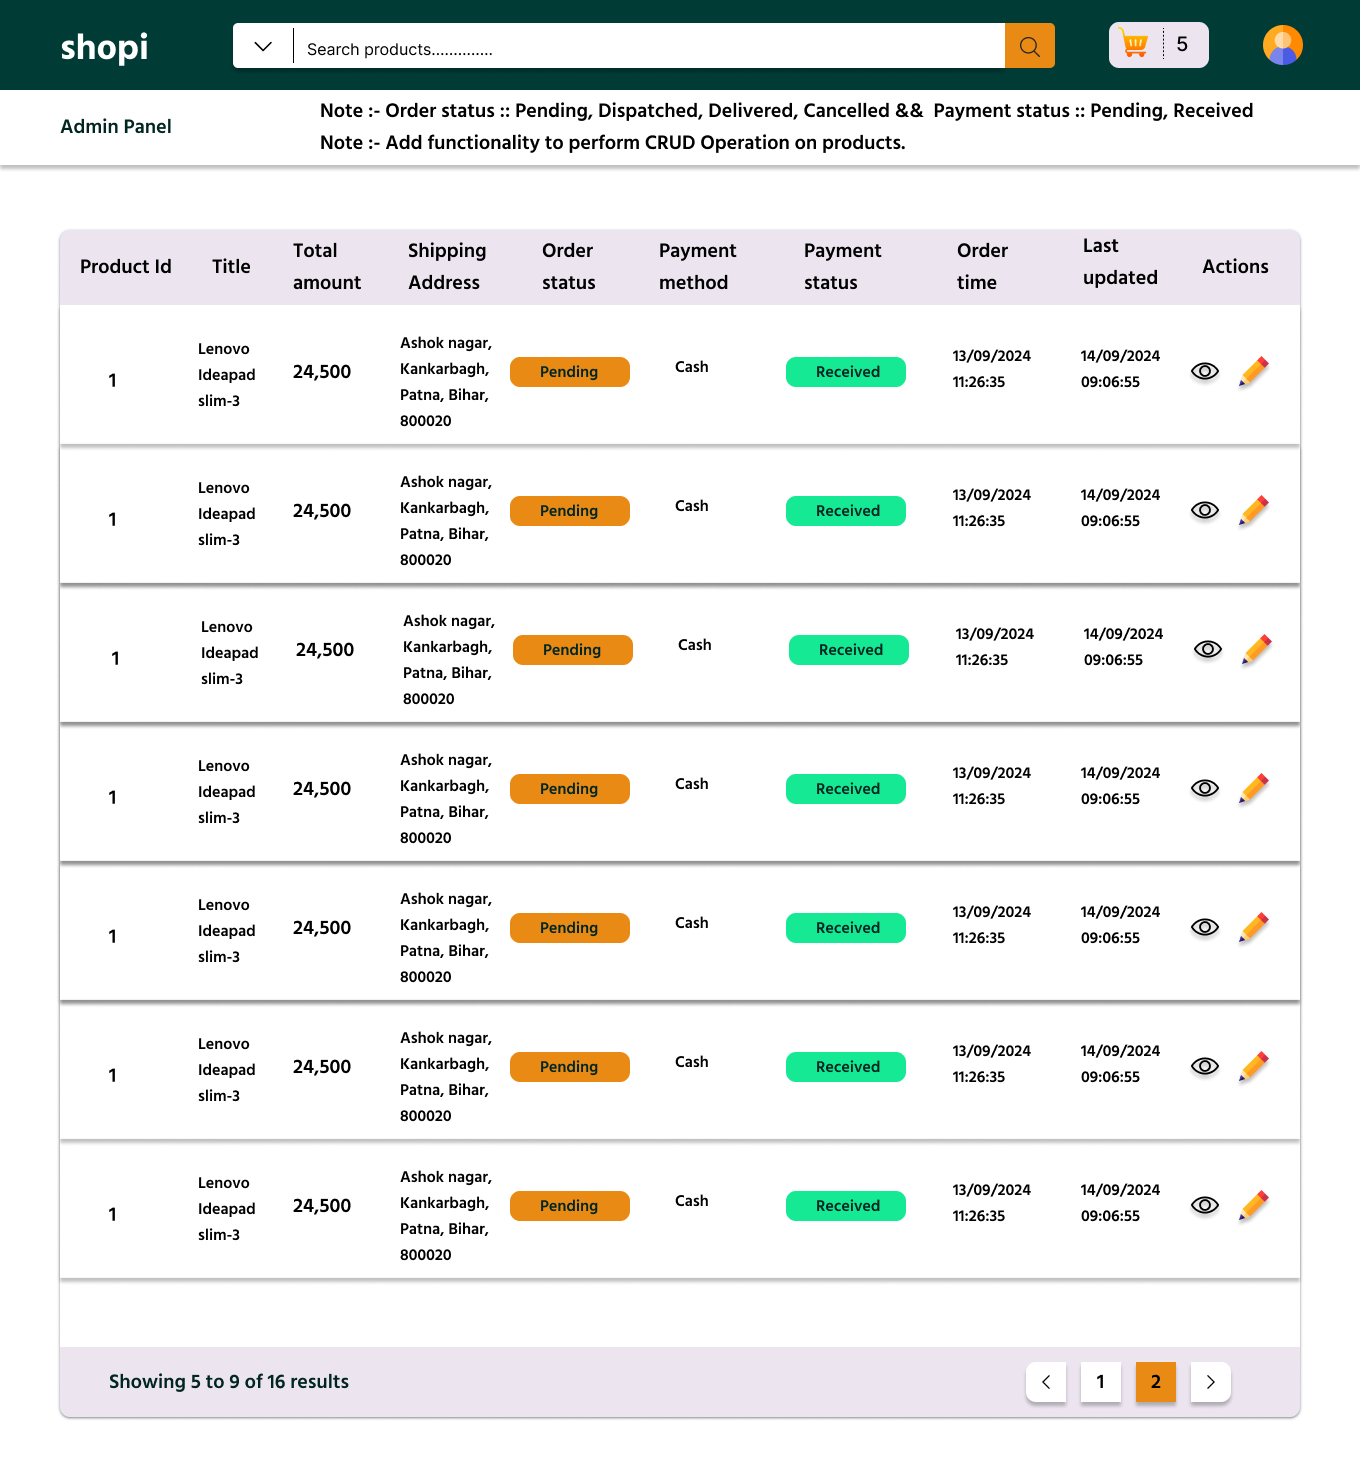 shopi
Search products..............
5
Admin Panel
Note :- Order status :: Pending, Dispatched, Delivered, Cancelled && Payment status :: Pending, Received
Note :- Add functionality to perform CRUD Operation on products.
Product Id
Title
Total
amount
Shipping
Address
Order
status
Payment
method
Payment
status
Order
time
Last
updated
Actions
1
Lenovo
Ideapad
slim-3
24,500
Ashok nagar,
Kankarbagh,
Patna, Bihar,
800020
Pending
Cash
Received
13/09/2024
11:26:35
14/09/2024
09:06:55
1
Lenovo
Ideapad
slim-3
24,500
Ashok nagar,
Kankarbagh,
Patna, Bihar,
800020
Pending
Cash
Received
13/09/2024
11:26:35
14/09/2024
09:06:55
1
Lenovo
Ideapad
slim-3
24,500
Ashok nagar,
Kankarbagh,
Patna, Bihar,
800020
Pending
Cash
Received
13/09/2024
11:26:35
14/09/2024
09:06:55
1
Lenovo
Ideapad
slim-3
24,500
Ashok nagar,
Kankarbagh,
Patna, Bihar,
800020
Pending
Cash
Received
13/09/2024
11:26:35
14/09/2024
09:06:55
1
Lenovo
Ideapad
slim-3
24,500
Ashok nagar,
Kankarbagh,
Patna, Bihar,
800020
Pending
Cash
Received
13/09/2024
11:26:35
14/09/2024
09:06:55
1
Lenovo
Ideapad
slim-3
24,500
Ashok nagar,
Kankarbagh,
Patna, Bihar,
800020
Pending
Cash
Received
13/09/2024
11:26:35
14/09/2024
09:06:55
1
Lenovo
Ideapad
slim-3
24,500
Ashok nagar,
Kankarbagh,
Patna, Bihar,
800020
Pending
Cash
Received
13/09/2024
11:26:35
14/09/2024
09:06:55
Showing 5 to 9 of 16 results
1
2